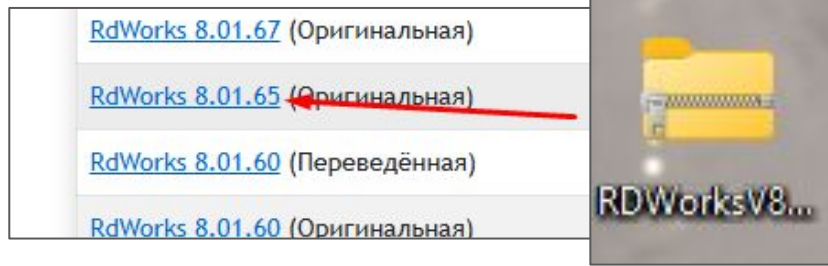 RdWorks 8.01.67 (Оригинальная)
RdWorks 8.01.65 (Оригинальная)
RdWorks 8.01.60 (Переведённая)
RdWorks 8.01.60 (Оригинальная)
RDWorksV8...